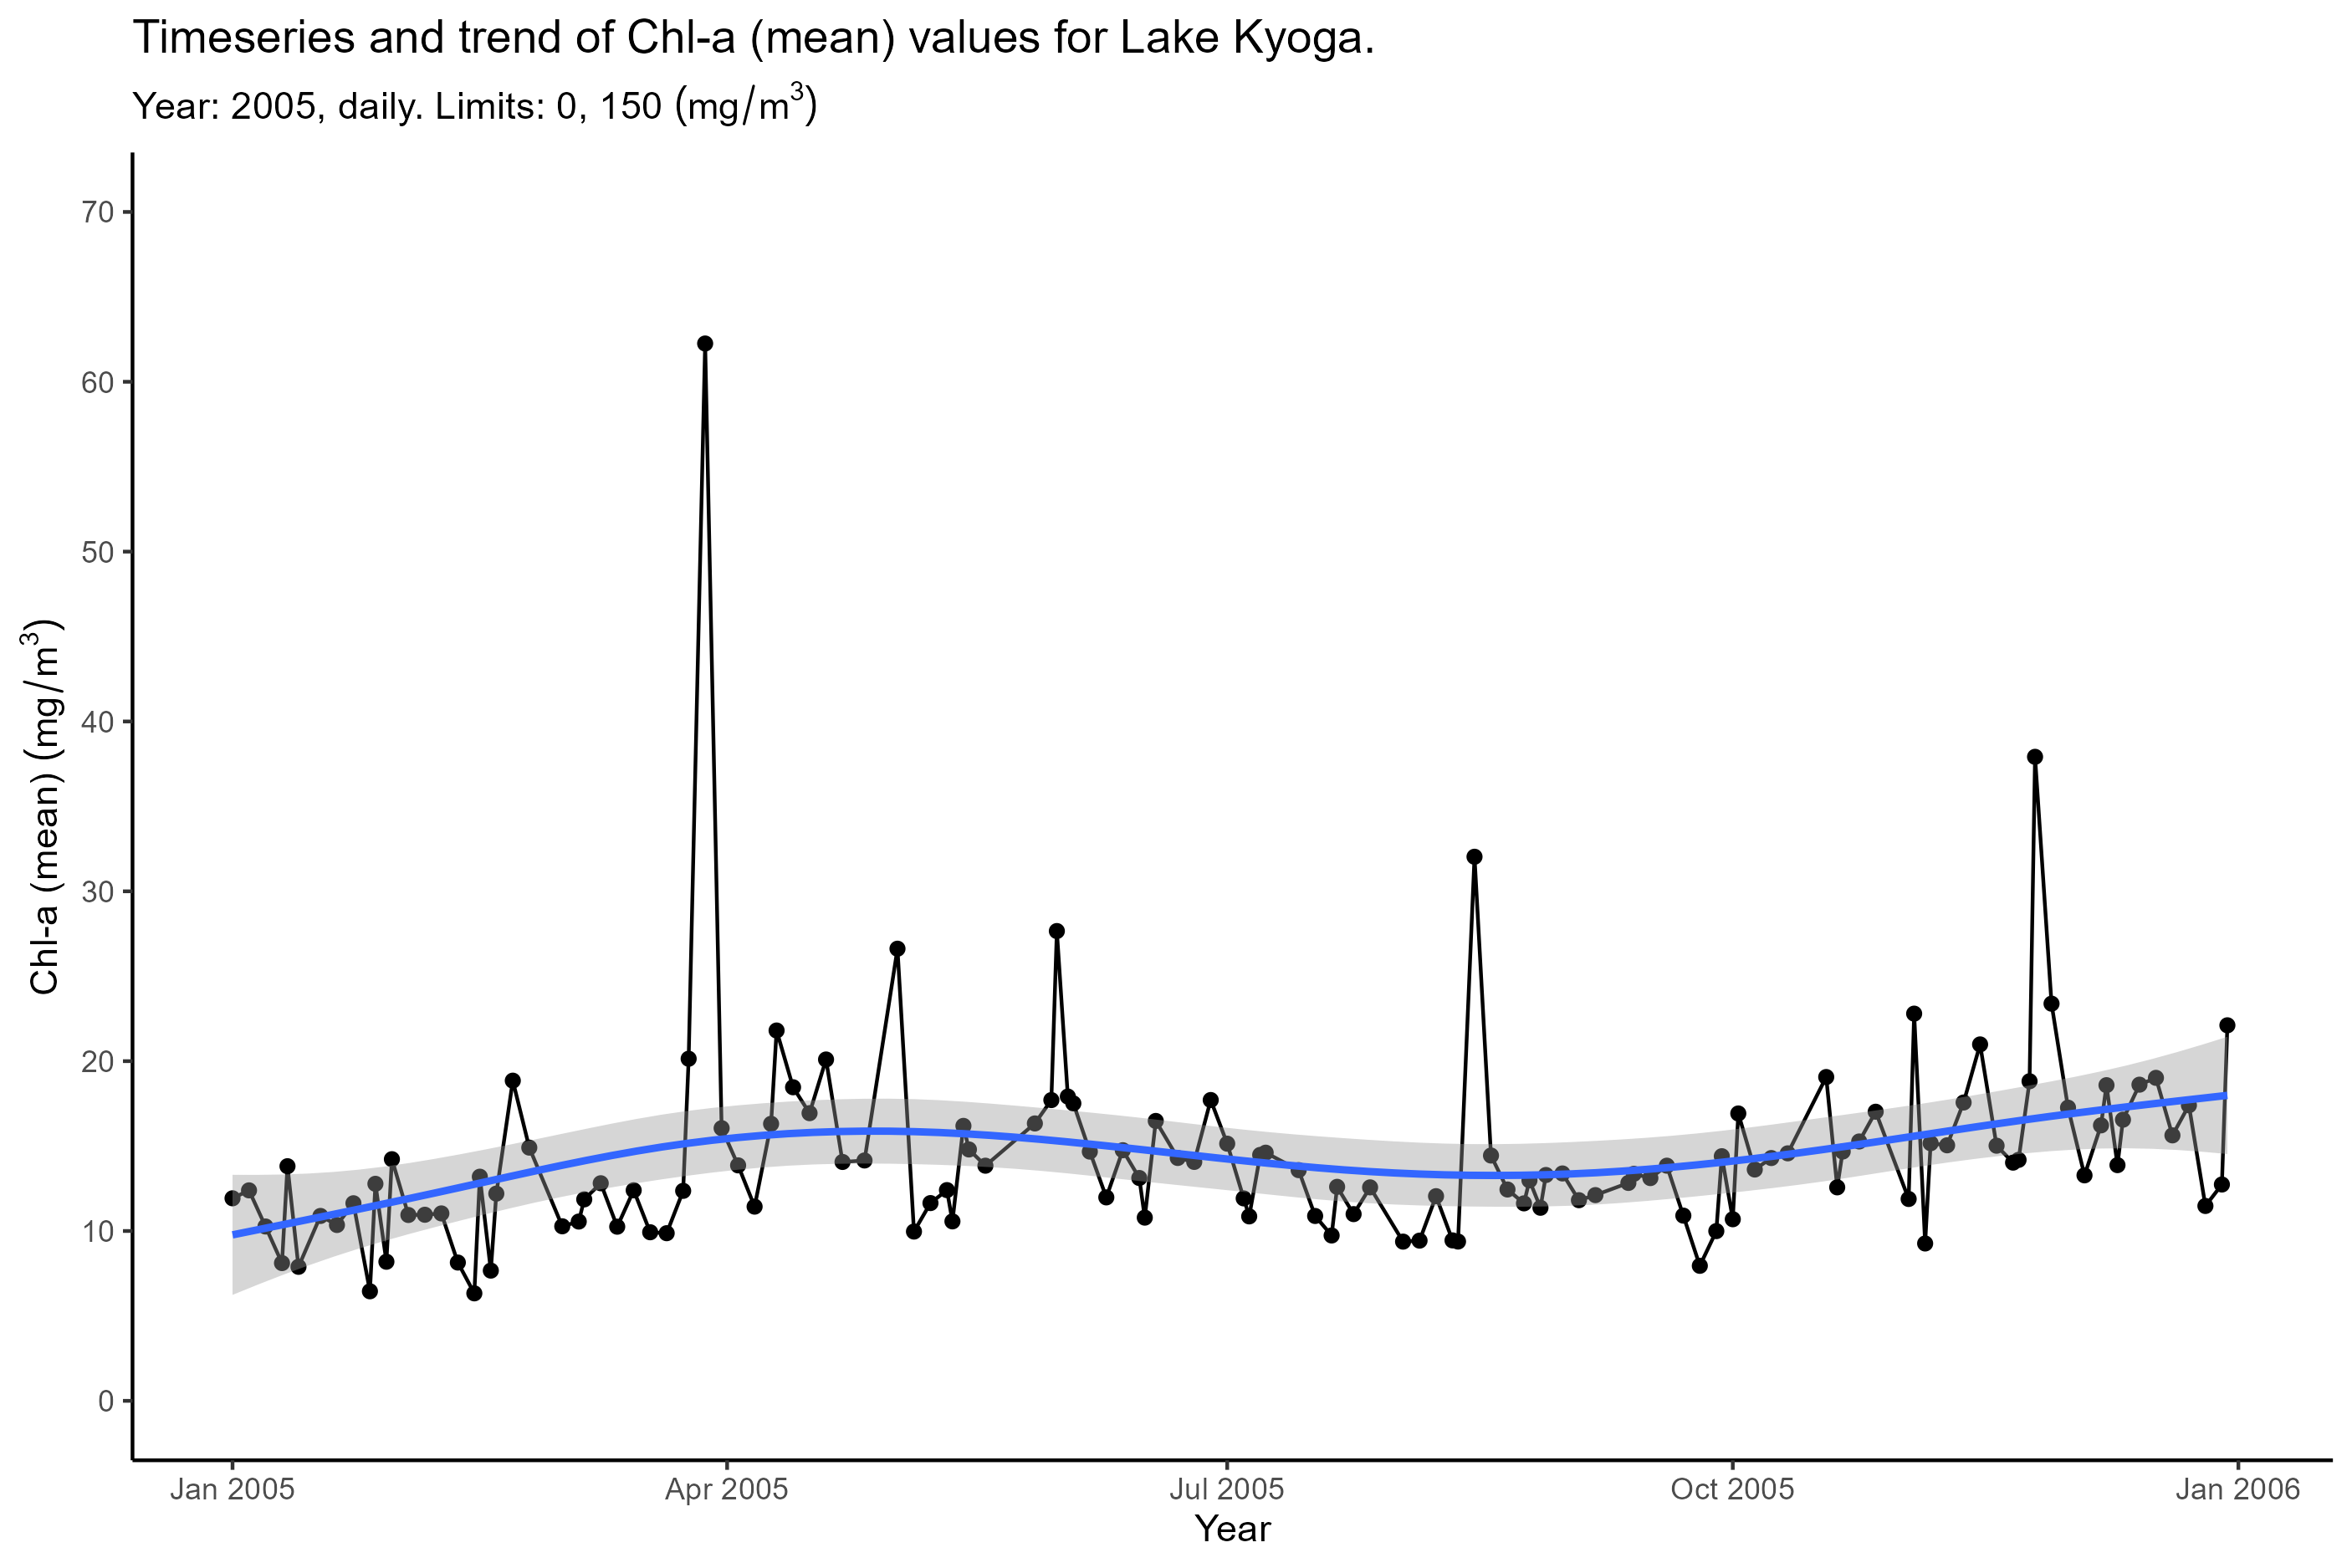 Timeseries and trend of Chl-a (mean) values for Lake Kyoga.
Year: 2005, daily. Limits: 0, 150 (mg/m³)
70
60
50
40
30
20
10
0
Chl-a (mean) (mg/m³)
Jan 2005
Apr 2005
Jul 2005
Oct 2005
Jan 2006
Year